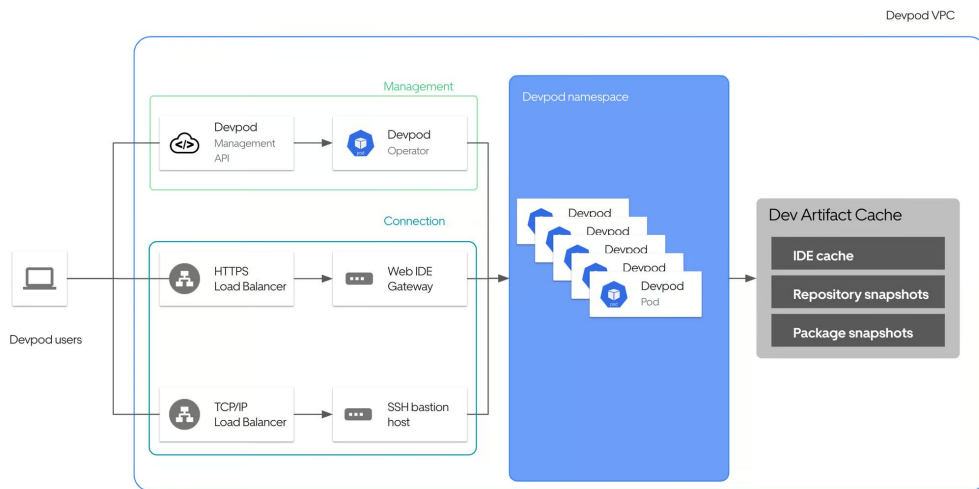 Devpod VPC
Management
Devpod
Management
API
Devpod
Operator
Connection
HTTPS
Load Balancer
Web IDE
Gateway
TCP/IP
Load Balancer
SSH bastion
host
Devpod users
Devpod namespace
Devpod
Devpod
Devpod
Devpod
Devpod
Pod
Dev Artifact Cache
IDE cache
Repository snapshots
Package snapshots